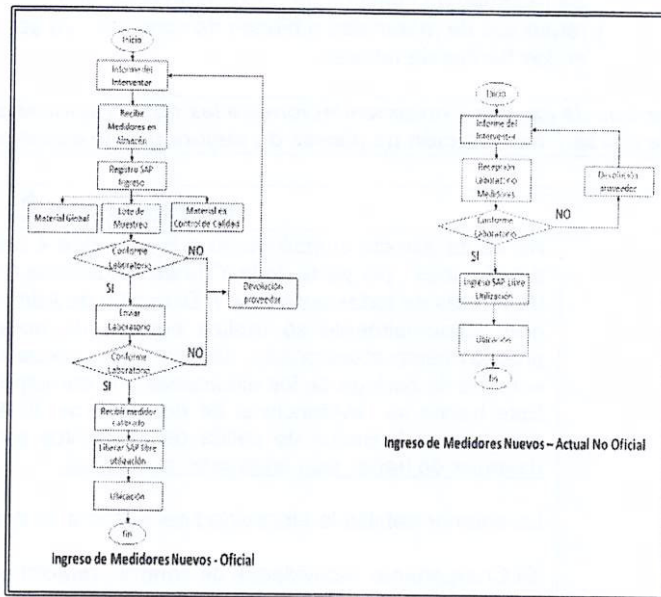 Inicio
Informe del
Interventor
Recibe
Medidores en
Almacén
Registro SAP
Ingreso
Material Global
Lote de
Muestreo
Material en
Control de Calidad
Conforme
Laboratorio
NO
SI
Devolución
proveedor
Enviar
Laboratorio
Conforme
Laboratorio
NO
SI
Recibir medidor
calibrado
Liberar SAP libre
utilización
Ubicación
fin
Ingreso de Medidores Nuevos - Oficial
Inicio
Informe del
Recepción
Laboratorio
Medidores
Devolución
proveedor
Conforme
Laboratorio
NO
SI
Ingreso SAP Libre
Utilización
Ubicación
fin
Ingreso de Medidores Nuevos – Actual No Oficial